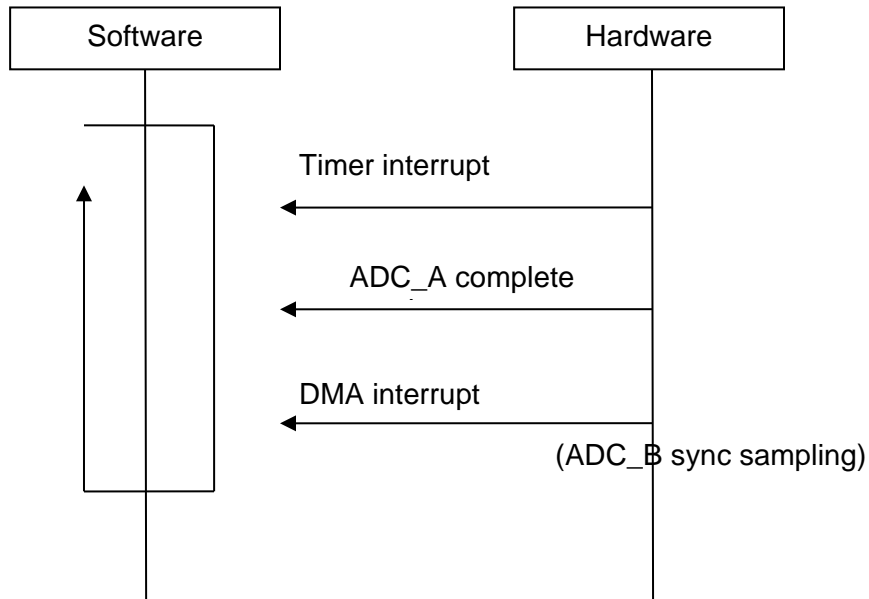 Software
Hardware
Timer interrupt
ADC_A complete
DMA interrupt
(ADC_B sync sampling)